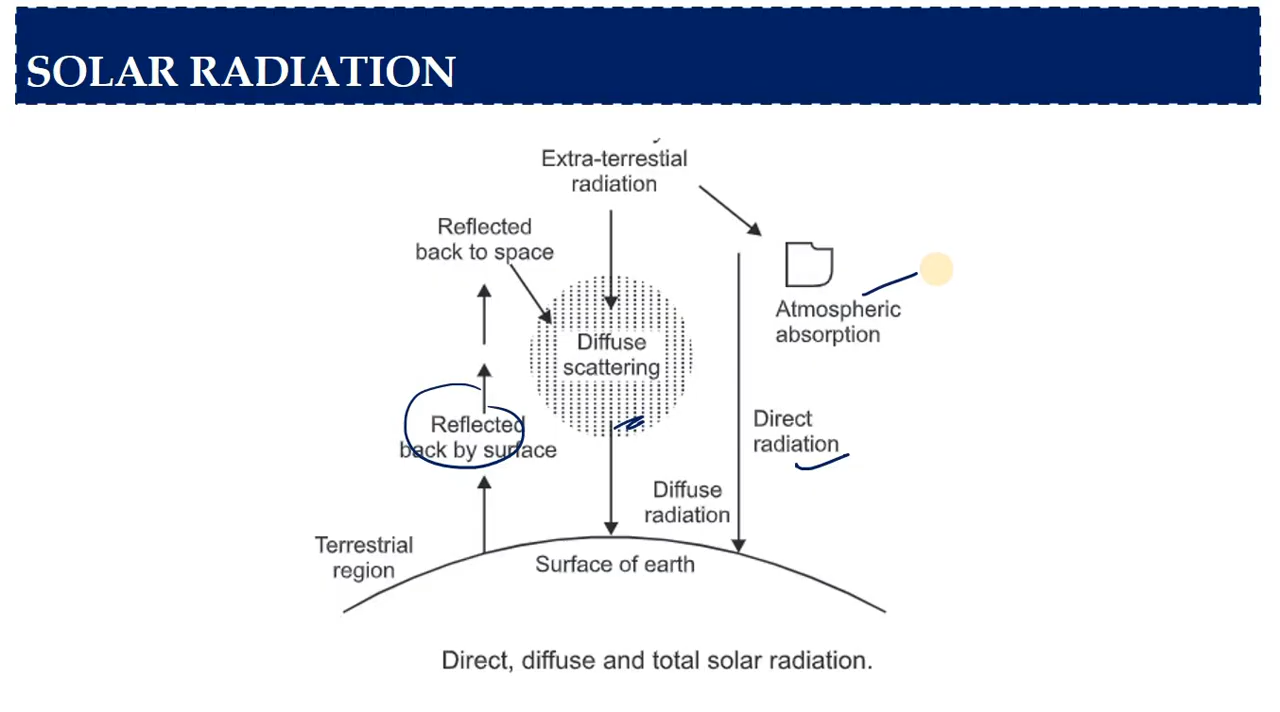 SOLAR RADIATION
Extra-terrestial
radiation
Reflected
back to space
Diffuse
scattering
Atmospheric
absorption
Reflected
back by surface
Direct
radiation
Diffuse
radiation
Terrestrial
region
Surface of earth
Direct, diffuse and total solar radiation.